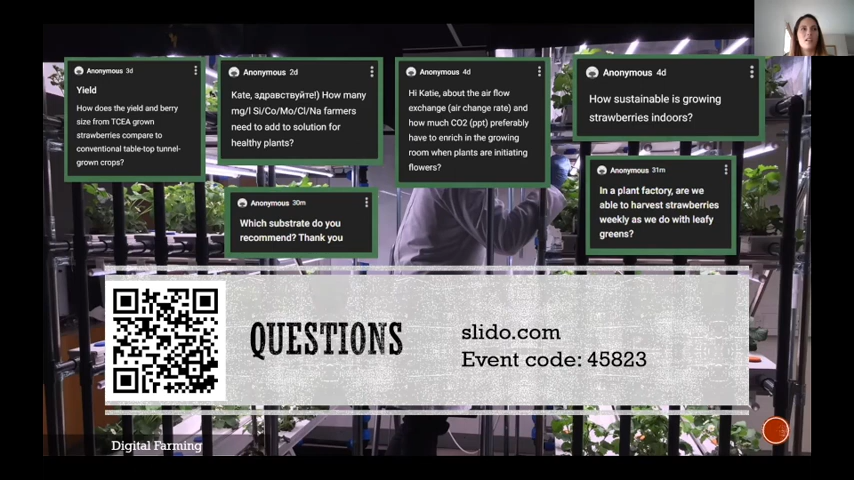 Anonymous 3d
Yield
How does the yield and berry
size from TCEA grown
strawberries compare to
conventional table-top tunnel-
grown crops?
Anonymous 2d
Kate, здравствуйте!) How many
mg/l Si/Co/Mo/Cl/Na farmers
need to add to solution for
healthy plants?
Anonymous 4d
Hi Katie, about the air flow
exchange (air change rate) and
how much CO2 (ppt) preferably
have to enrich in the growing
room when plants are initiating
flowers?
Anonymous 4d
How sustainable is growing
strawberries indoors?
Anonymous 30m
Which substrate do you
recommend? Thank you
Anonymous 31m
In a plant factory, are we
able to harvest strawberries
weekly as we do with leafy
greens?
QUESTIONS
slido.com
Event code: 45823
Digital Farming